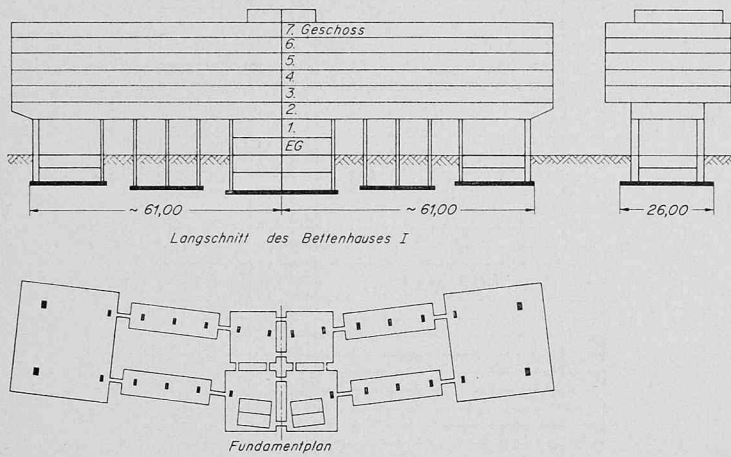 7. Geschoss
6.
5.
4.
3.
2.
1.
EG
~ 61,00
~ 61,00
26,00
Langschnitt des Bettenhauses I
Fundamentplan